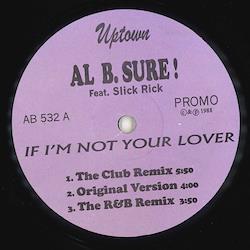 Uptown
AL B. SURE!
Feat. Slick Rick
AB 532 A
PROMO
©℗ 1988
IF I'M NOT YOUR LOVER
1. The Club Remix 5:50
2. Original Version 4:00
3. The R&B Remix 3:50